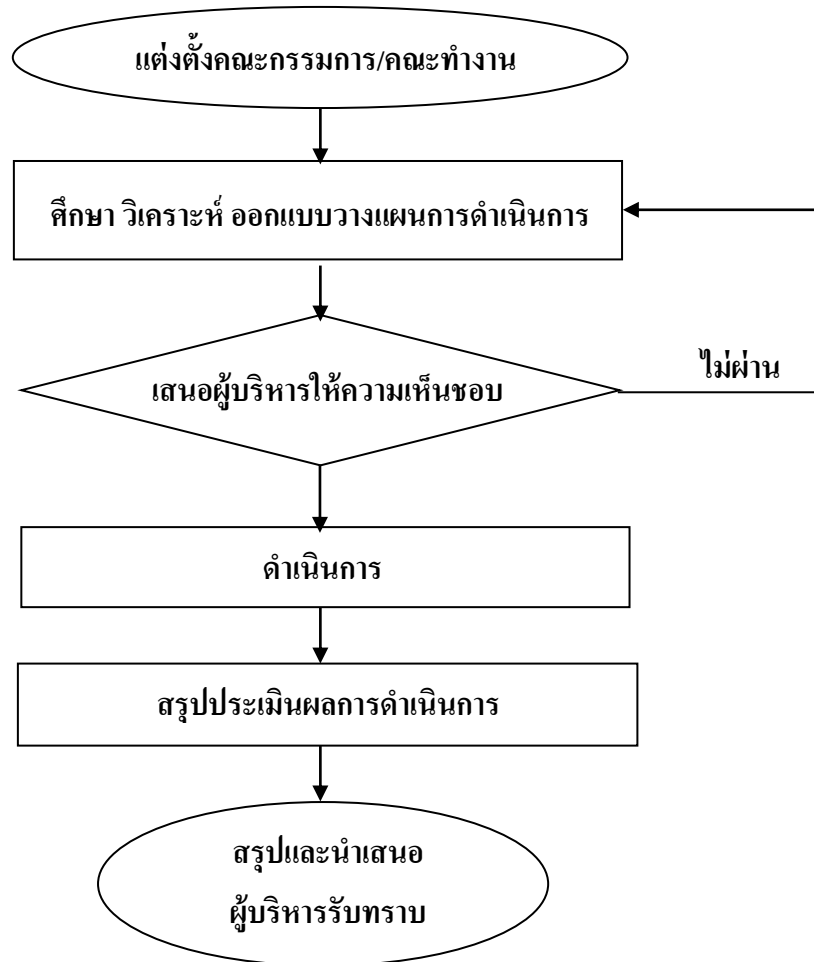 แต่งตั้งคณะกรรมการ/คณะทำงาน
ศึกษา วิเคราะห์ ออกแบบวางแผนการดำเนินการ
ไม่ผ่าน
เสนอผู้บริหารให้ความเห็นชอบ
ดำเนินการ
สรุปประเมินผลการดำเนินการ
สรุปและนำเสนอ
ผู้บริหารรับทราบ